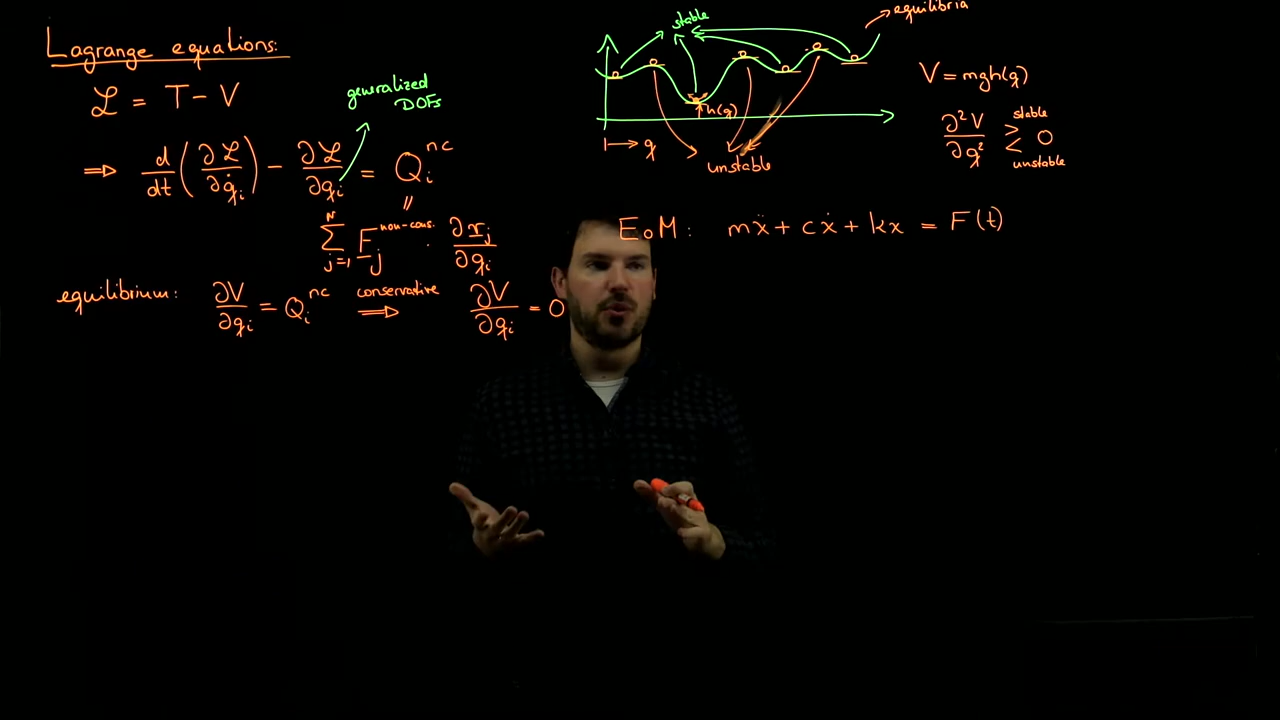 Lagrange equations:
ℒ = T - V
generalized
DOFs
⇒ d/dt (∂ℒ/∂q̇ᵢ) - ∂ℒ/∂qᵢ = Qᵢⁿᶜ
=
∑ⱼ₌₁ᴺ Fⱼ^non-cons. · ∂rⱼ/∂qᵢ
equilibrium: ∂V/∂qᵢ = Qᵢⁿᶜ conservative ⇒ ∂V/∂qᵢ = 0
stable
equilibria
h(q)
q
unstable
V = mgh(q)
∂²V/∂q² > < 0
stable
unstable
EoM: mẍ + cẋ + kx = F(t)